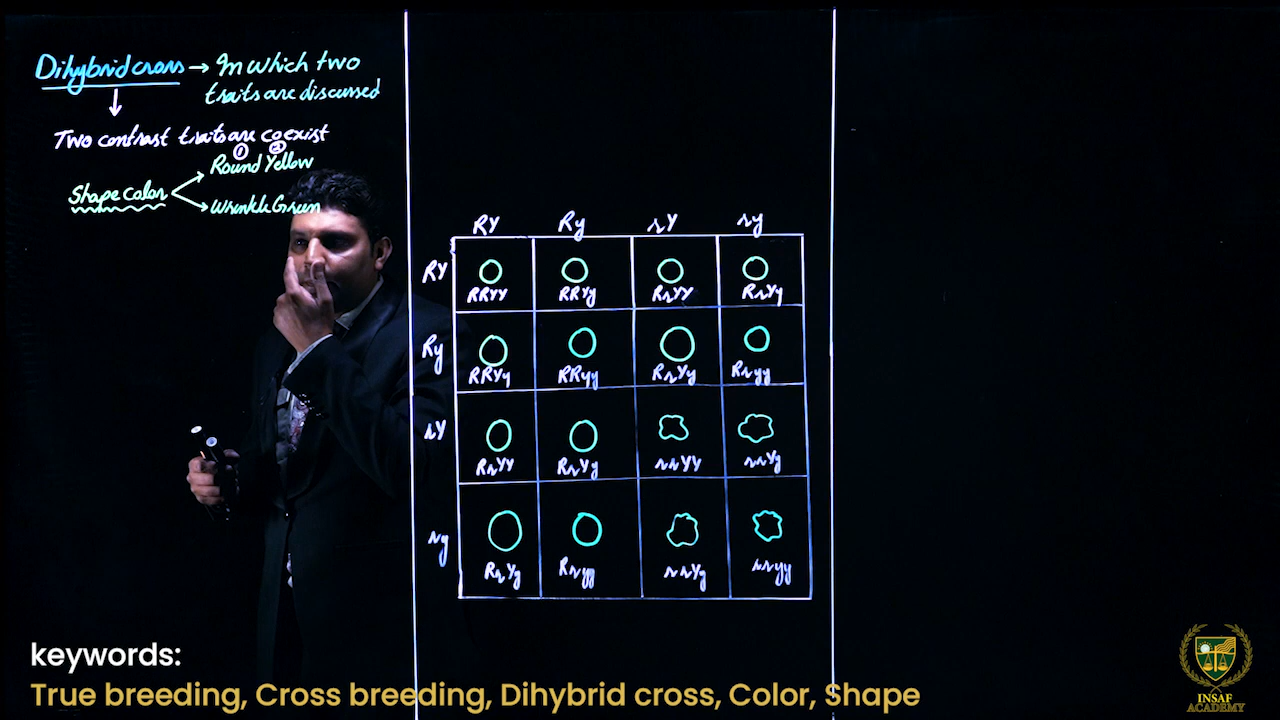 Dihybrid cross → In which two
traits are discussed
Two contrast traits are coexist
① ②
Round Yellow
Shape color
Wrinkle Green
RY Ry rY ry
RY
RRYY RRYy RrYY RrYy
Ry
RRYy RRyy RrYy Rryy
rY
RrYY RrYy rrYY rrYy
ry
RrYy Rryy rrYy rryy
keywords:
True breeding, Cross breeding, Dihybrid cross, Color, Shape
INSAF
ACADEMY